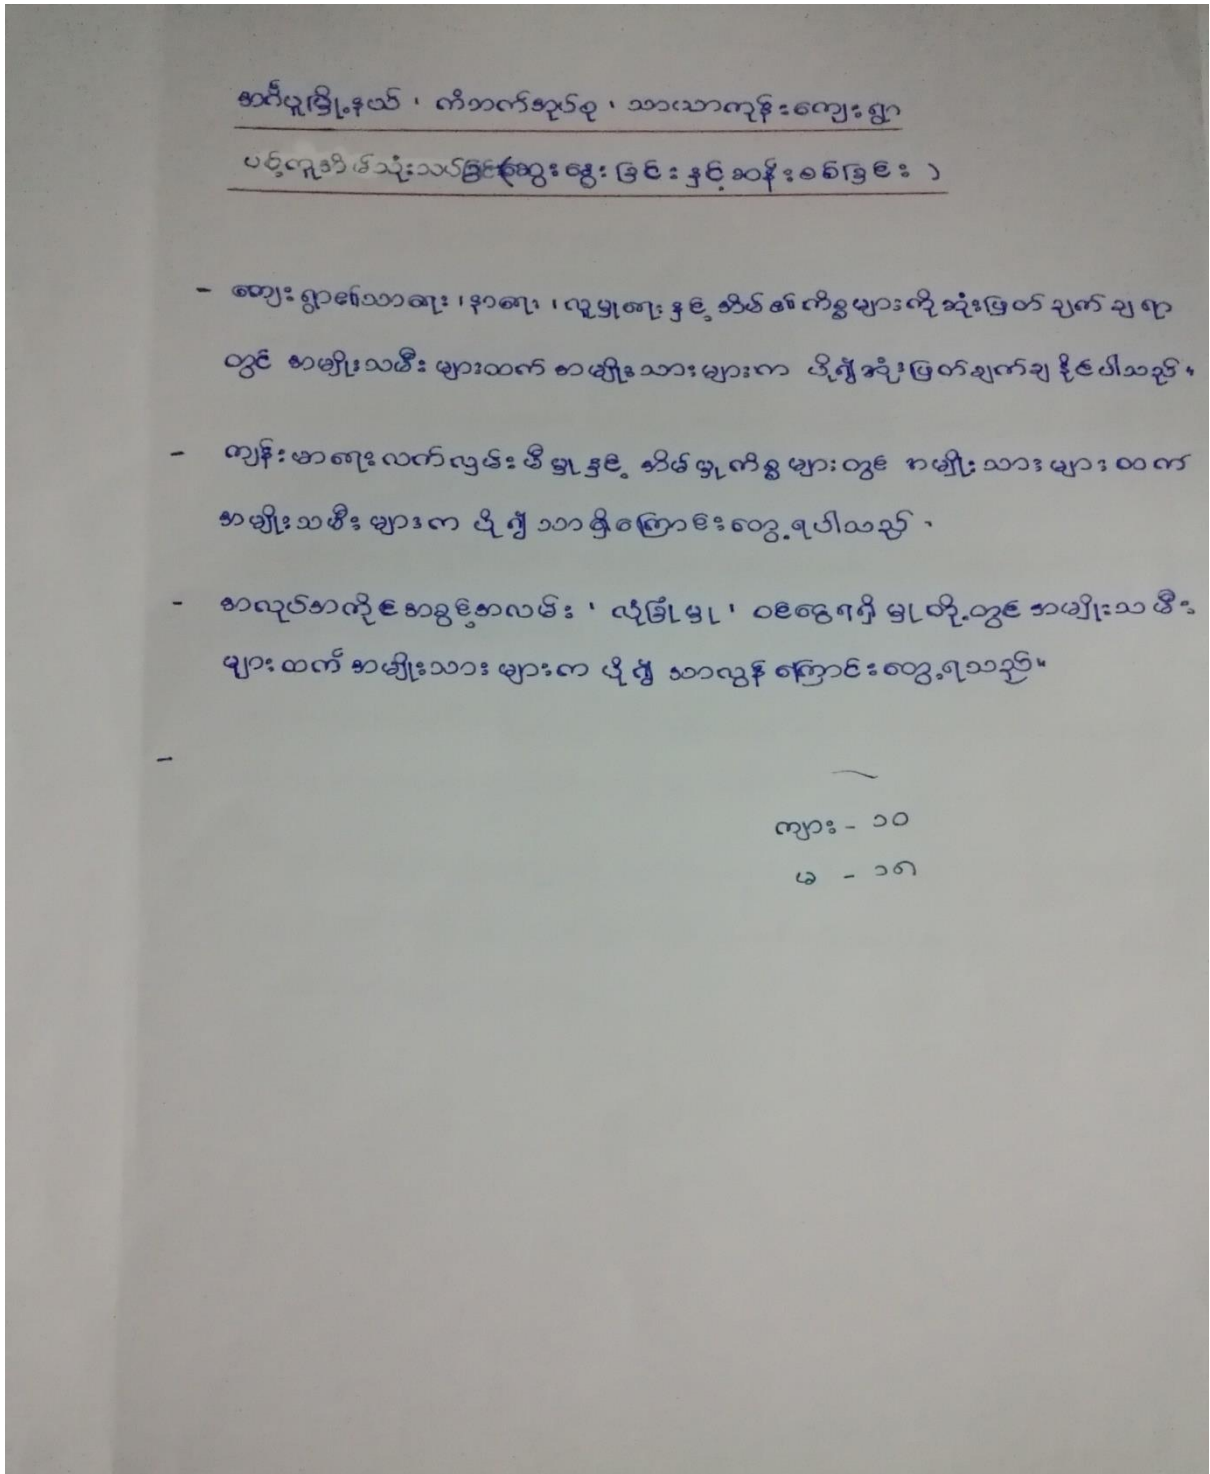 အင်္ဂပူမြို့နယ်၊ ကံဘက်အုပ်စု၊ သာယာကုန်းကျေးရွာ
ပင့်ကူအိမ်သုံးသပ်ခြင်း(ဆွေးနွေးခြင်းနှင့်ဆန်းစစ်ခြင်း)
- ကျေးရွာ၏သာရေး၊နာရေး၊လူမှုရေးနှင့်အိမ်၏ကိစ္စများကိုဆုံးဖြတ်ချက်ချရာ
တွင် အမျိုးသမီးများထက် အမျိုးသားများက ပို၍ဆုံးဖြတ်ချက်ချနိုင်ပါသည်။
- ကျန်းမာရေးလက်လှမ်းမီမှုနှင့် အိမ်မှုကိစ္စများတွင် အမျိုးသားများထက်
အမျိုးသမီးများက ပို၍သာရှိကြောင်းတွေ့ရပါသည်။
- အလုပ်အကိုင်အခွင့်အလမ်း၊ လုံခြုံမှု၊ ဝင်ငွေရရှိမှုတို့တွင် အမျိုးသမီး
များထက် အမျိုးသားများက ပို၍သာလွန်ကြောင်းတွေ့ရသည်။
-
ကျား - ၁၀
မ - ၁၈